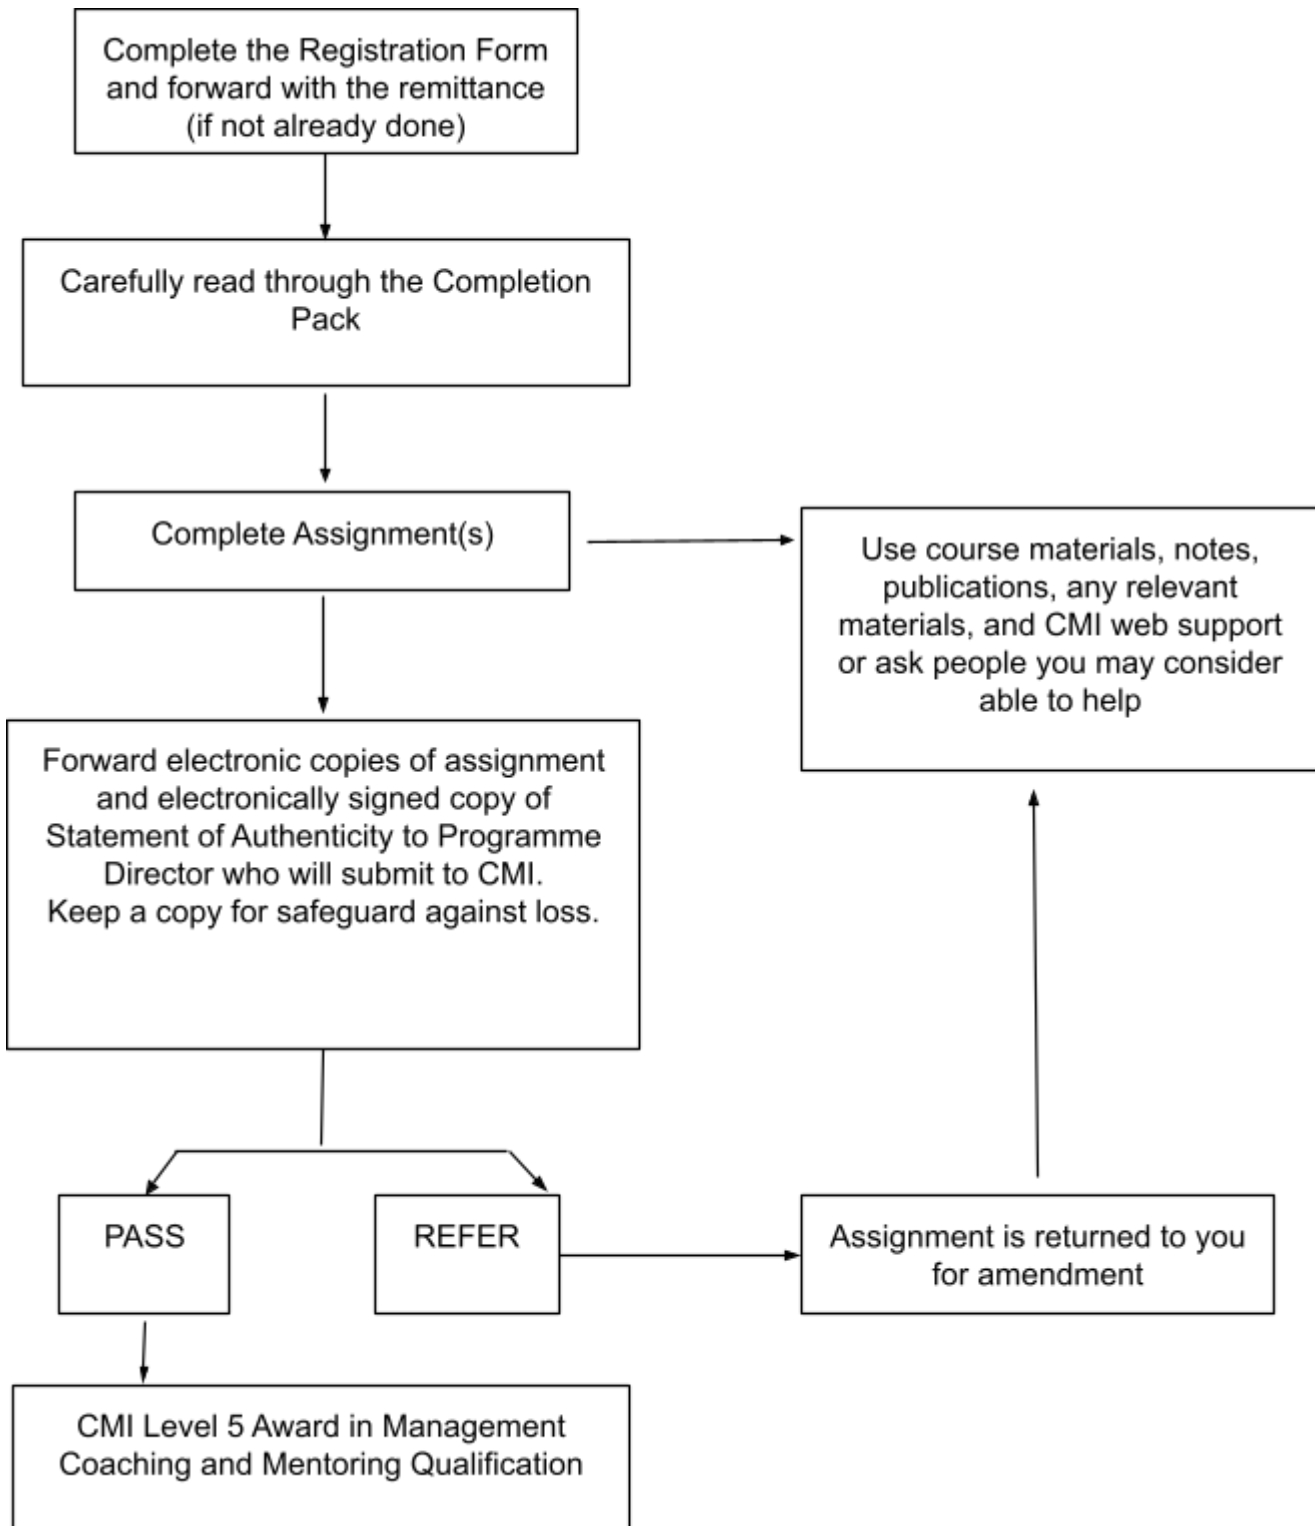 Complete the Registration Form
and forward with the remittance
(if not already done)
Carefully read through the Completion
Pack
Complete Assignment(s)
Use course materials, notes,
publications, any relevant
materials, and CMI web support
or ask people you may consider
able to help
Forward electronic copies of assignment
and electronically signed copy of
Statement of Authenticity to Programme
Director who will submit to CMI.
Keep a copy for safeguard against loss.
PASS
REFER
Assignment is returned to you
for amendment
CMI Level 5 Award in Management
Coaching and Mentoring Qualification